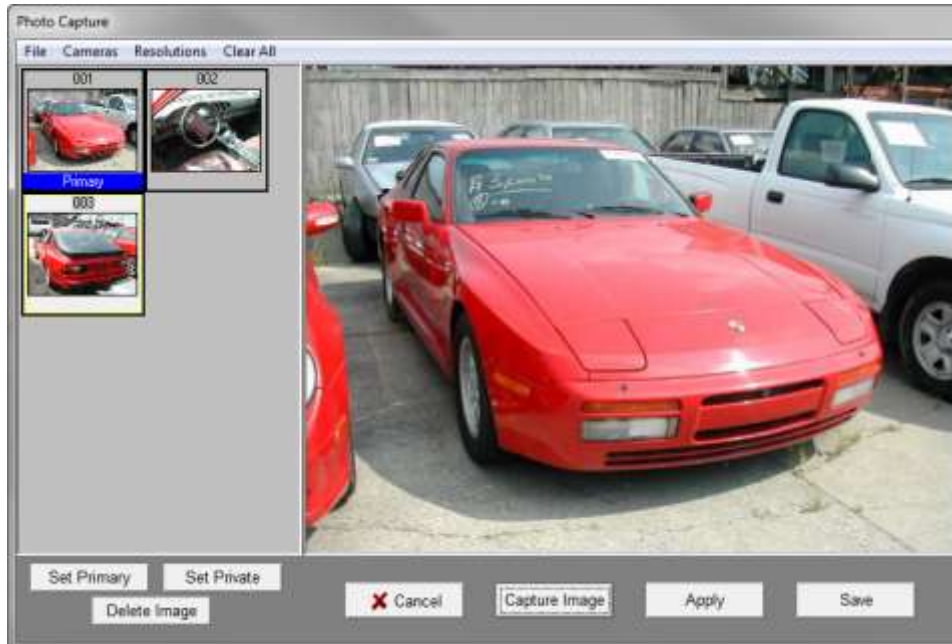 Photo Capture
File Cameras Resolutions Clear All
001 002
Primary
003
Set Primary Set Private
Delete Image
Cancel Capture Image Apply Save